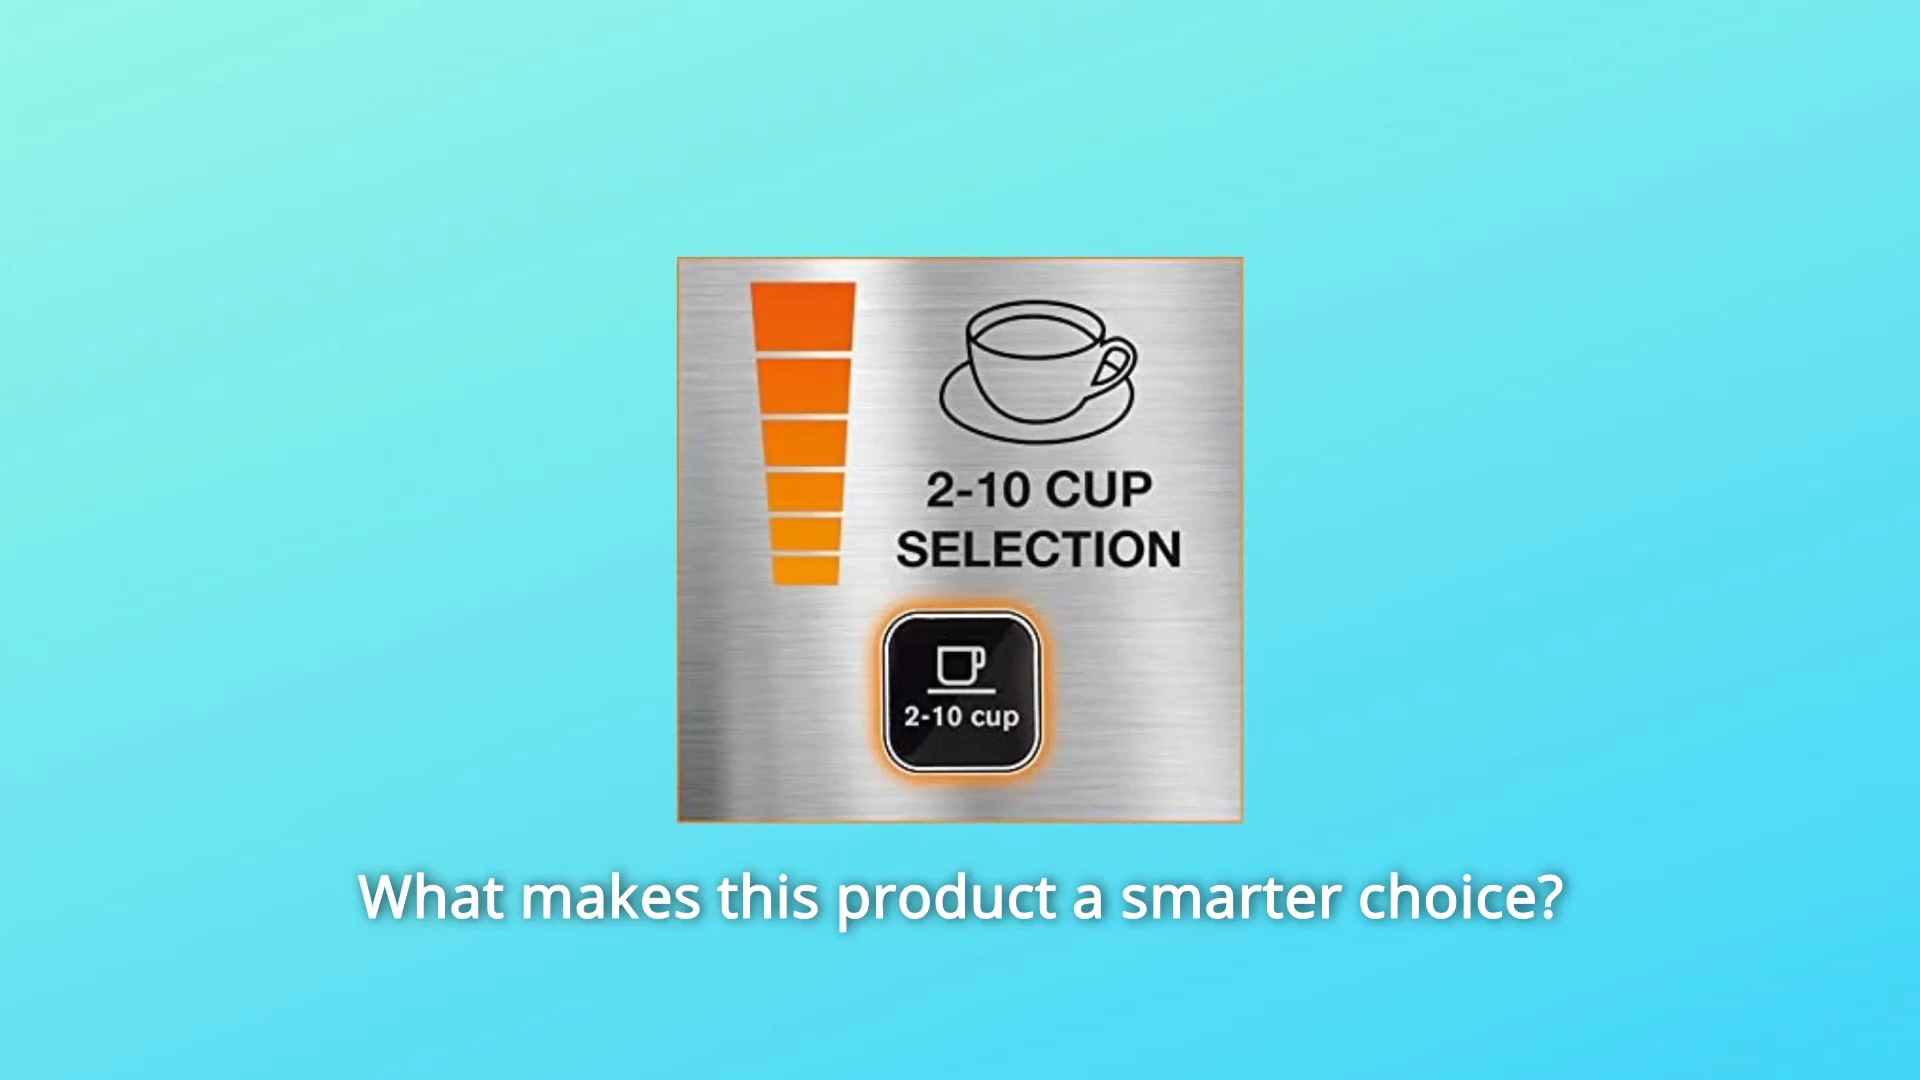 2-10 CUP
SELECTION
2-10 cup
What makes this product a smarter choice?